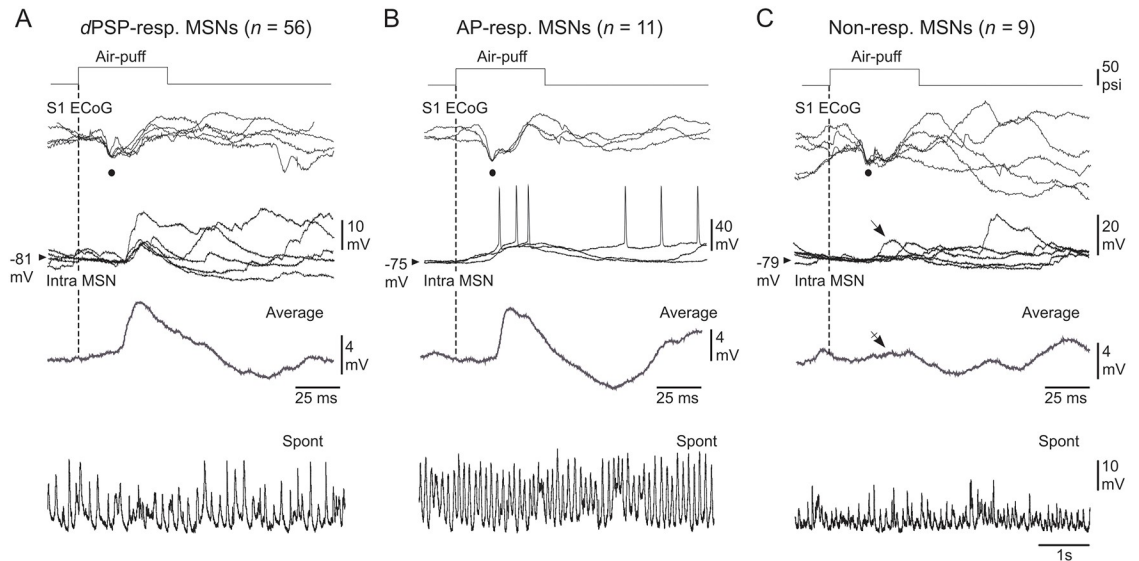 A
dPSP-resp. MSNs (n = 56)
Air-puff
S1 ECoG
10
mV
-81
mV
Intra MSN
Average
4
mV
25 ms
Spont
B
AP-resp. MSNs (n = 11)
Air-puff
S1 ECoG
40
mV
-75
mV
Intra MSN
Average
4
mV
25 ms
Spont
C
Non-resp. MSNs (n = 9)
Air-puff
50
psi
S1 ECoG
20
mV
-79
mV
Intra MSN
Average
4
mV
25 ms
Spont
10
mV
1s